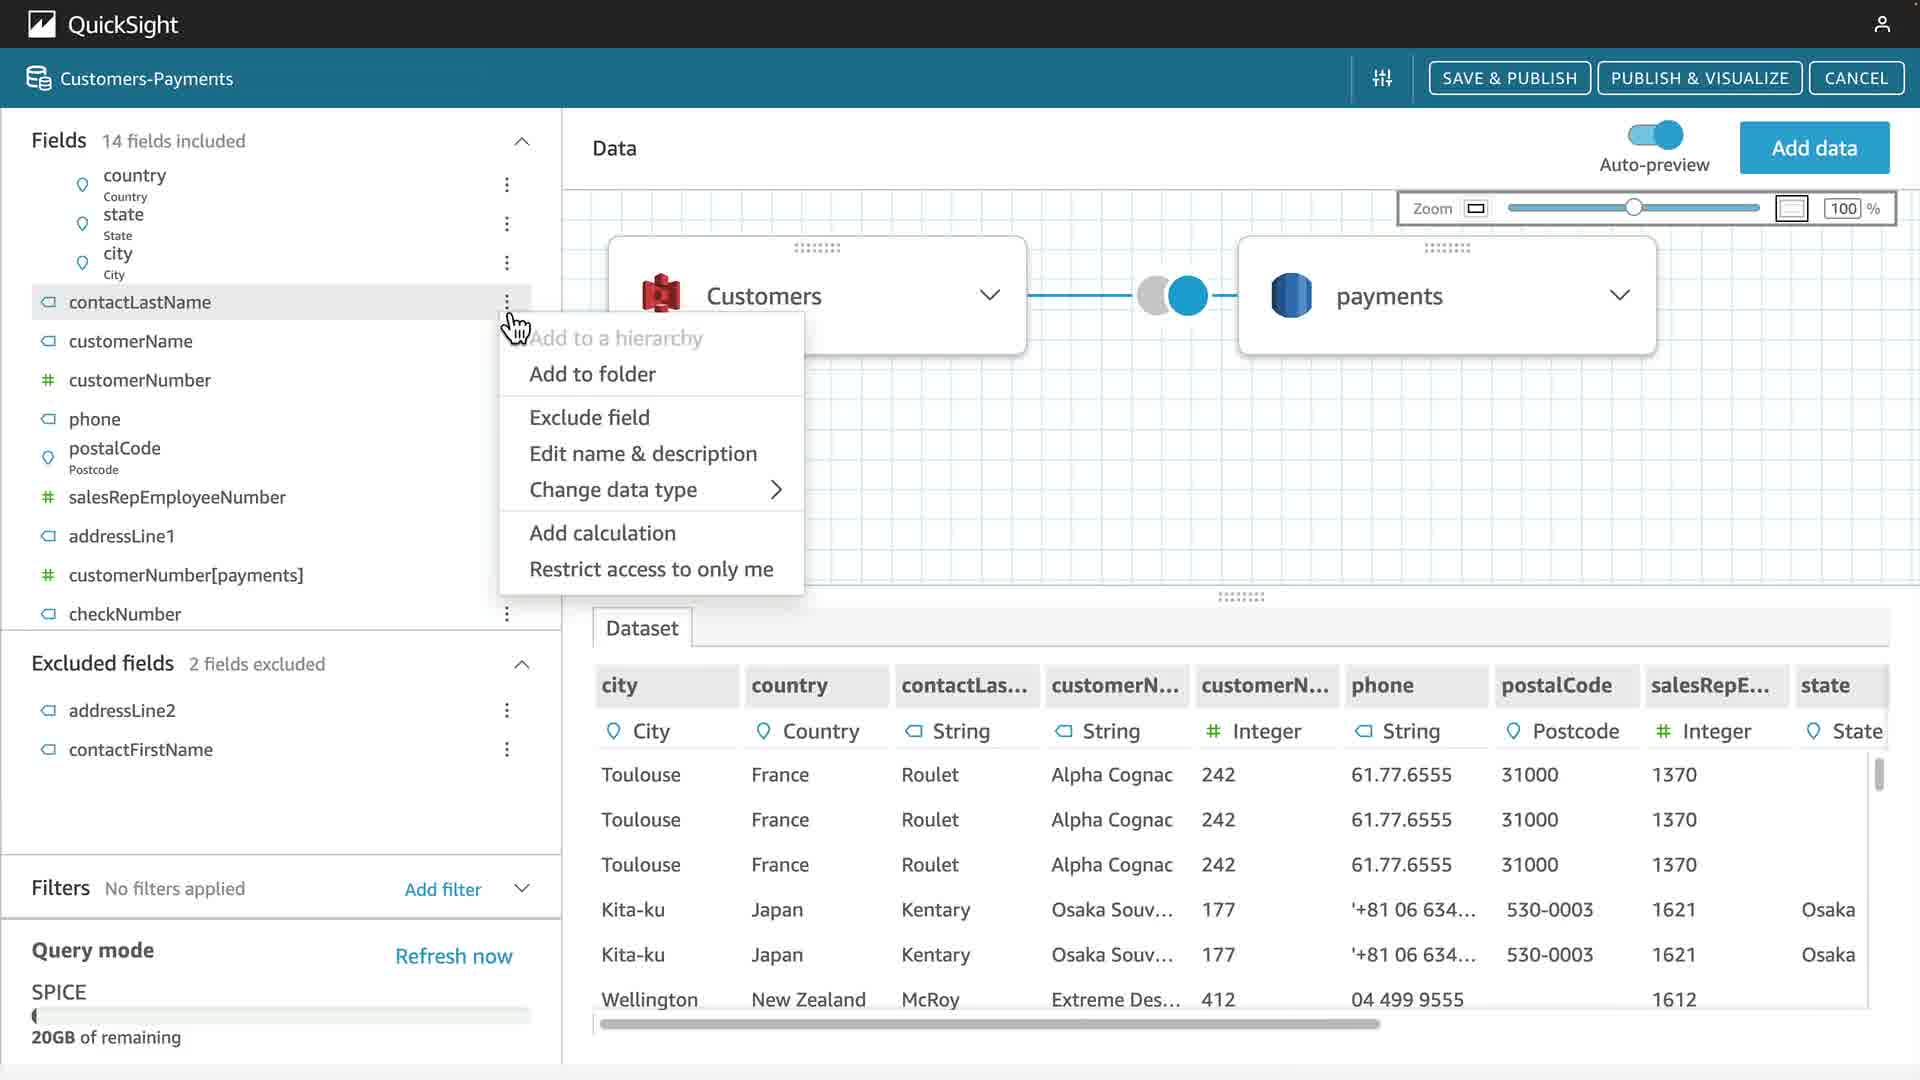 QuickSight
Customers-Payments
SAVE & PUBLISH
PUBLISH & VISUALIZE
CANCEL
Fields 14 fields included
country
Country
state
State
city
City
contactLastName
customerName
customerNumber
phone
postalCode
Postcode
salesRepEmployeeNumber
addressLine1
customerNumber[payments]
checkNumber
Add to a hierarchy
Add to folder
Exclude field
Edit name & description
Change data type
Add calculation
Restrict access to only me
Excluded fields 2 fields excluded
addressLine2
contactFirstName
Filters No filters applied Add filter
Query mode Refresh now
SPICE
20GB of remaining
Data
Auto-preview
Add data
Zoom 100 %
Customers
payments
Dataset
city country contactLas... customerN... customerN... phone postalCode salesRepE... state
City Country String String Integer String Postcode Integer State
Toulouse France Roulet Alpha Cognac 242 61.77.6555 31000 1370
Toulouse France Roulet Alpha Cognac 242 61.77.6555 31000 1370
Toulouse France Roulet Alpha Cognac 242 61.77.6555 31000 1370
Kita-ku Japan Kentary Osaka Souv... 177 '+81 06 634... 530-0003 1621 Osaka
Kita-ku Japan Kentary Osaka Souv... 177 '+81 06 634... 530-0003 1621 Osaka
Wellington New Zealand McRoy Extreme Des... 412 04 499 9555 1612